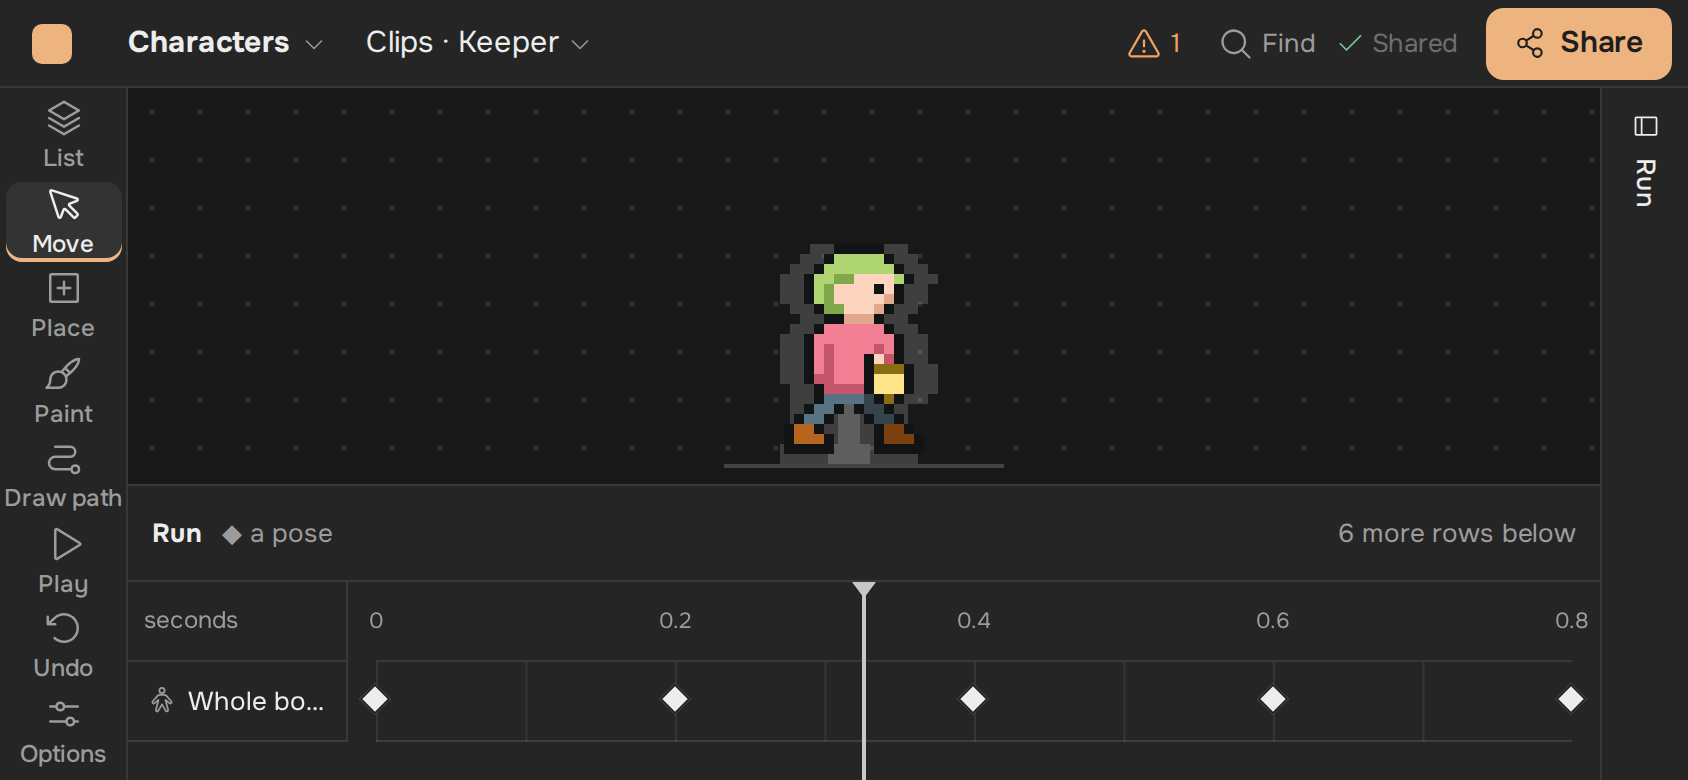 Characters
Clips · Keeper
1
Find
Shared
Share
List
Move
Place
Paint
Draw path
Play
Undo
Options
Run
Run
a pose
6 more rows below
seconds
0
0.2
0.4
0.6
0.8
Whole bo...